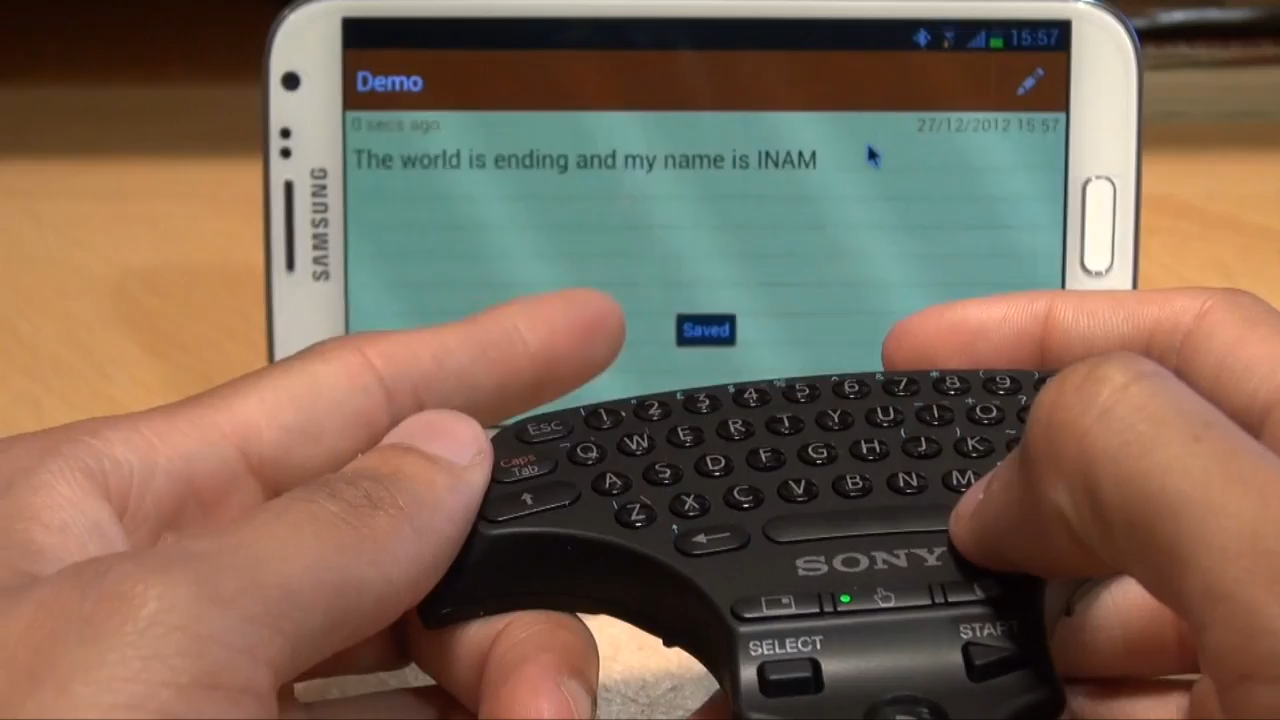 15:57
Demo
0 secs ago 27/12/2012 15:57
The world is ending and my name is INAM
SAMSUNG
Saved
Esc 1 2 3 4 5 6 7 8 9
Caps Tab Q W E R T Y U I O
A S D F G H J K
Z X C V B N M
SONY
SELECT START